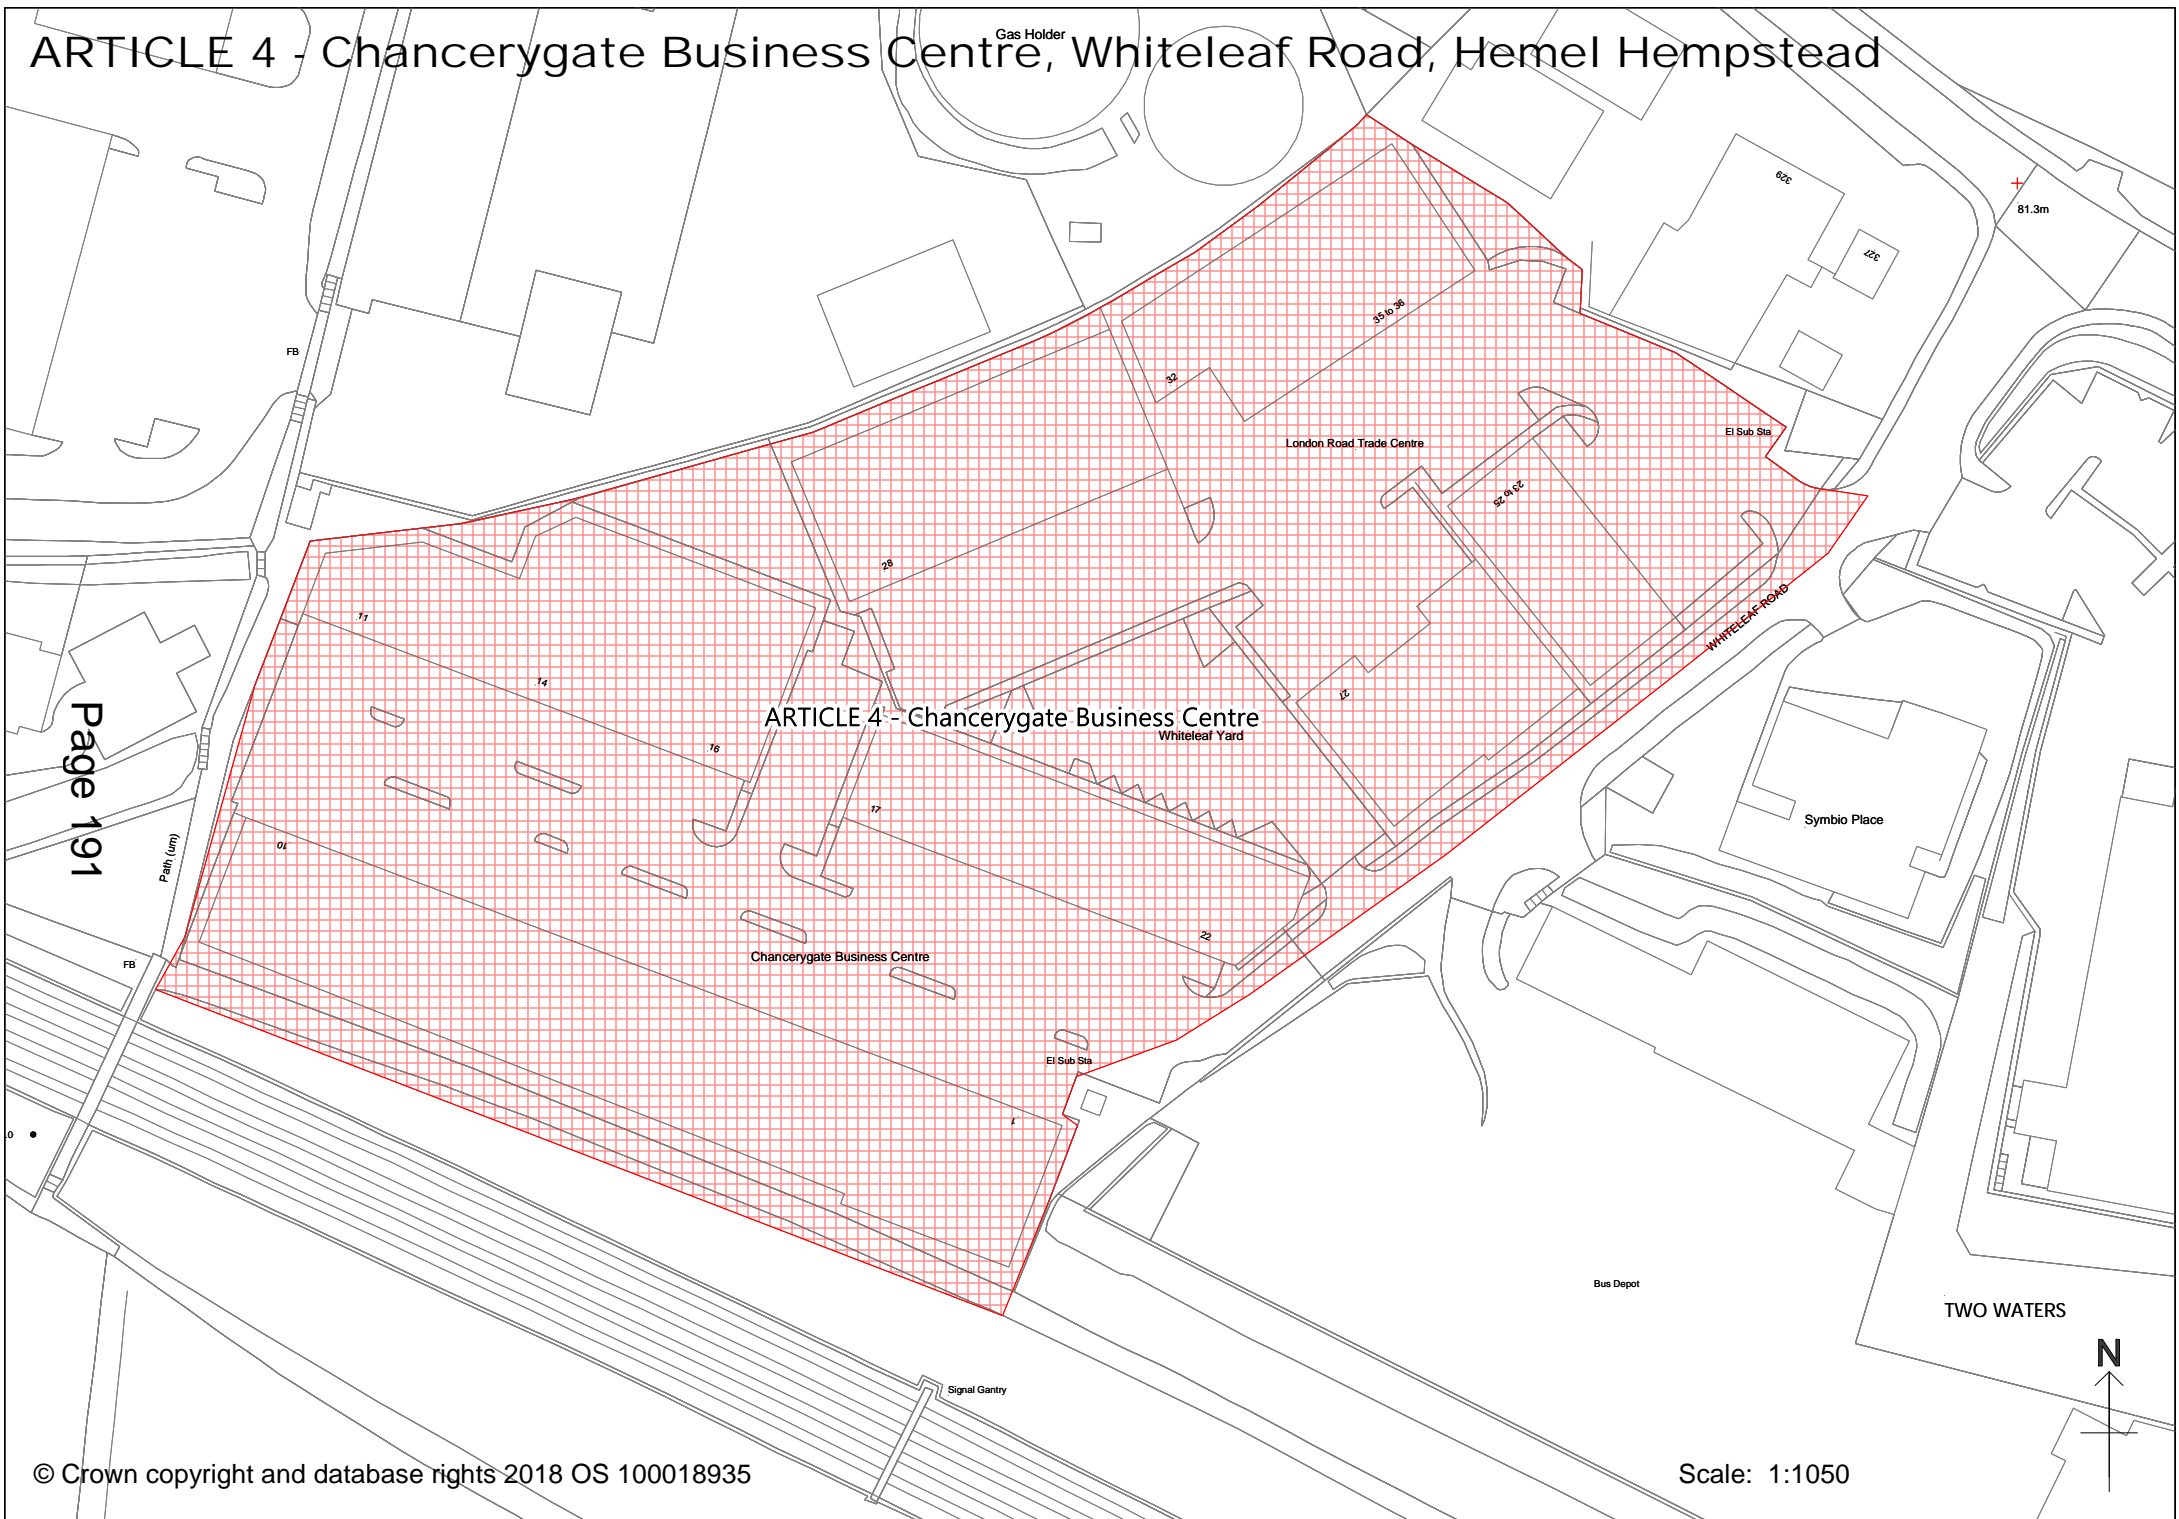 ARTICLE 4 - Chancerygate Business Centre, Whiteleaf Road, Hemel Hempstead
Gas Holder
329
81.3m
327
35 to 36
FB
32
El Sub Sta
London Road Trade Centre
23 to 25
28
WHITELEAF ROAD
11
14
27
ARTICLE 4 - Chancerygate Business Centre
Whiteleaf Yard
16
Page 191
17
Symbio Place
Path (um)
10
22
Chancerygate Business Centre
FB
El Sub Sta
1
.0
Bus Depot
TWO WATERS
N
Signal Gantry
© Crown copyright and database rights 2018 OS 100018935
Scale: 1:1050